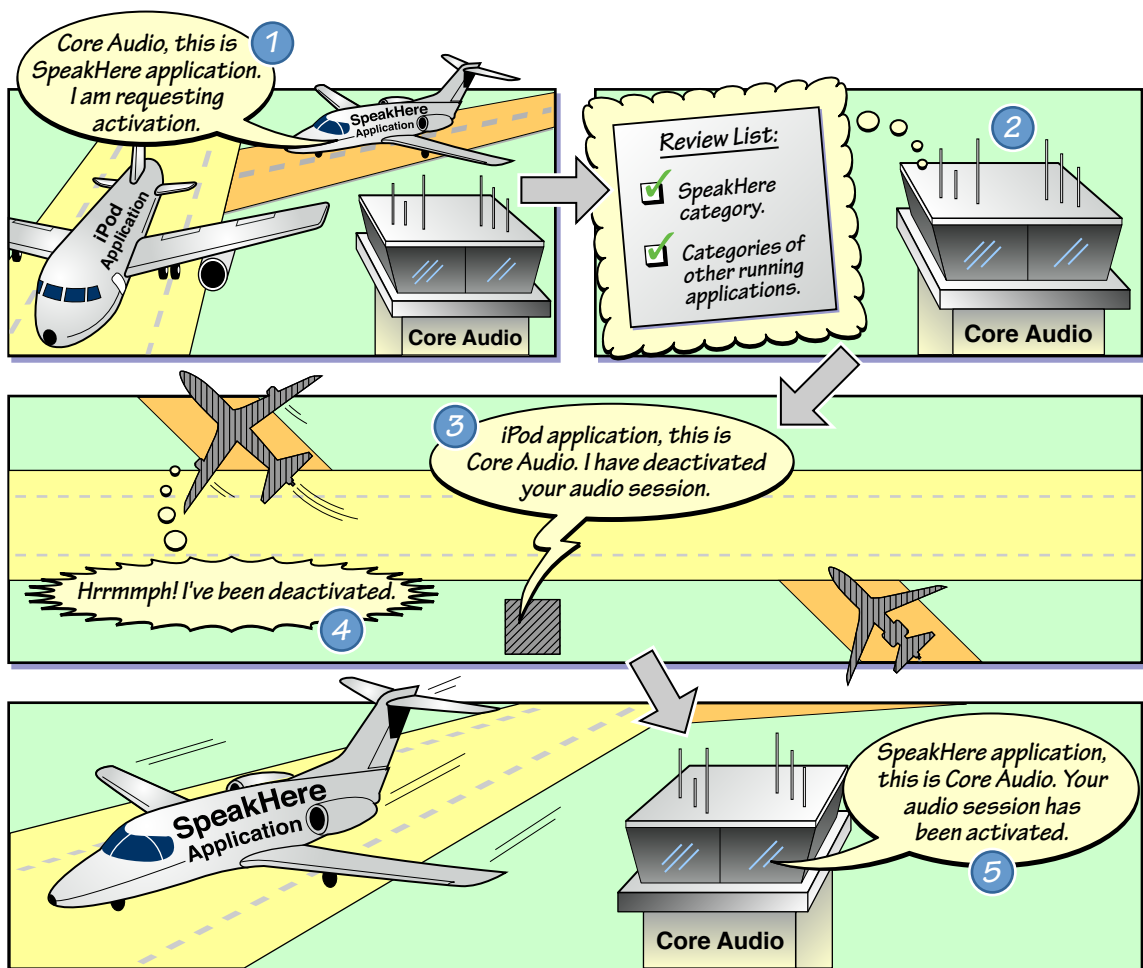 Core Audio, this is
SpeakHere application.
I am requesting
activation.
1
SpeakHere
Application
iPod
Application
Core Audio
Review List:
SpeakHere
category.
Categories of
other running
applications.
2
Core Audio
3
iPod application, this is
Core Audio. I have deactivated
your audio session.
Hrrmmph! I've been deactivated.
4
SpeakHere
Application
Core Audio
SpeakHere application,
this is Core Audio. Your
audio session has
been activated.
5